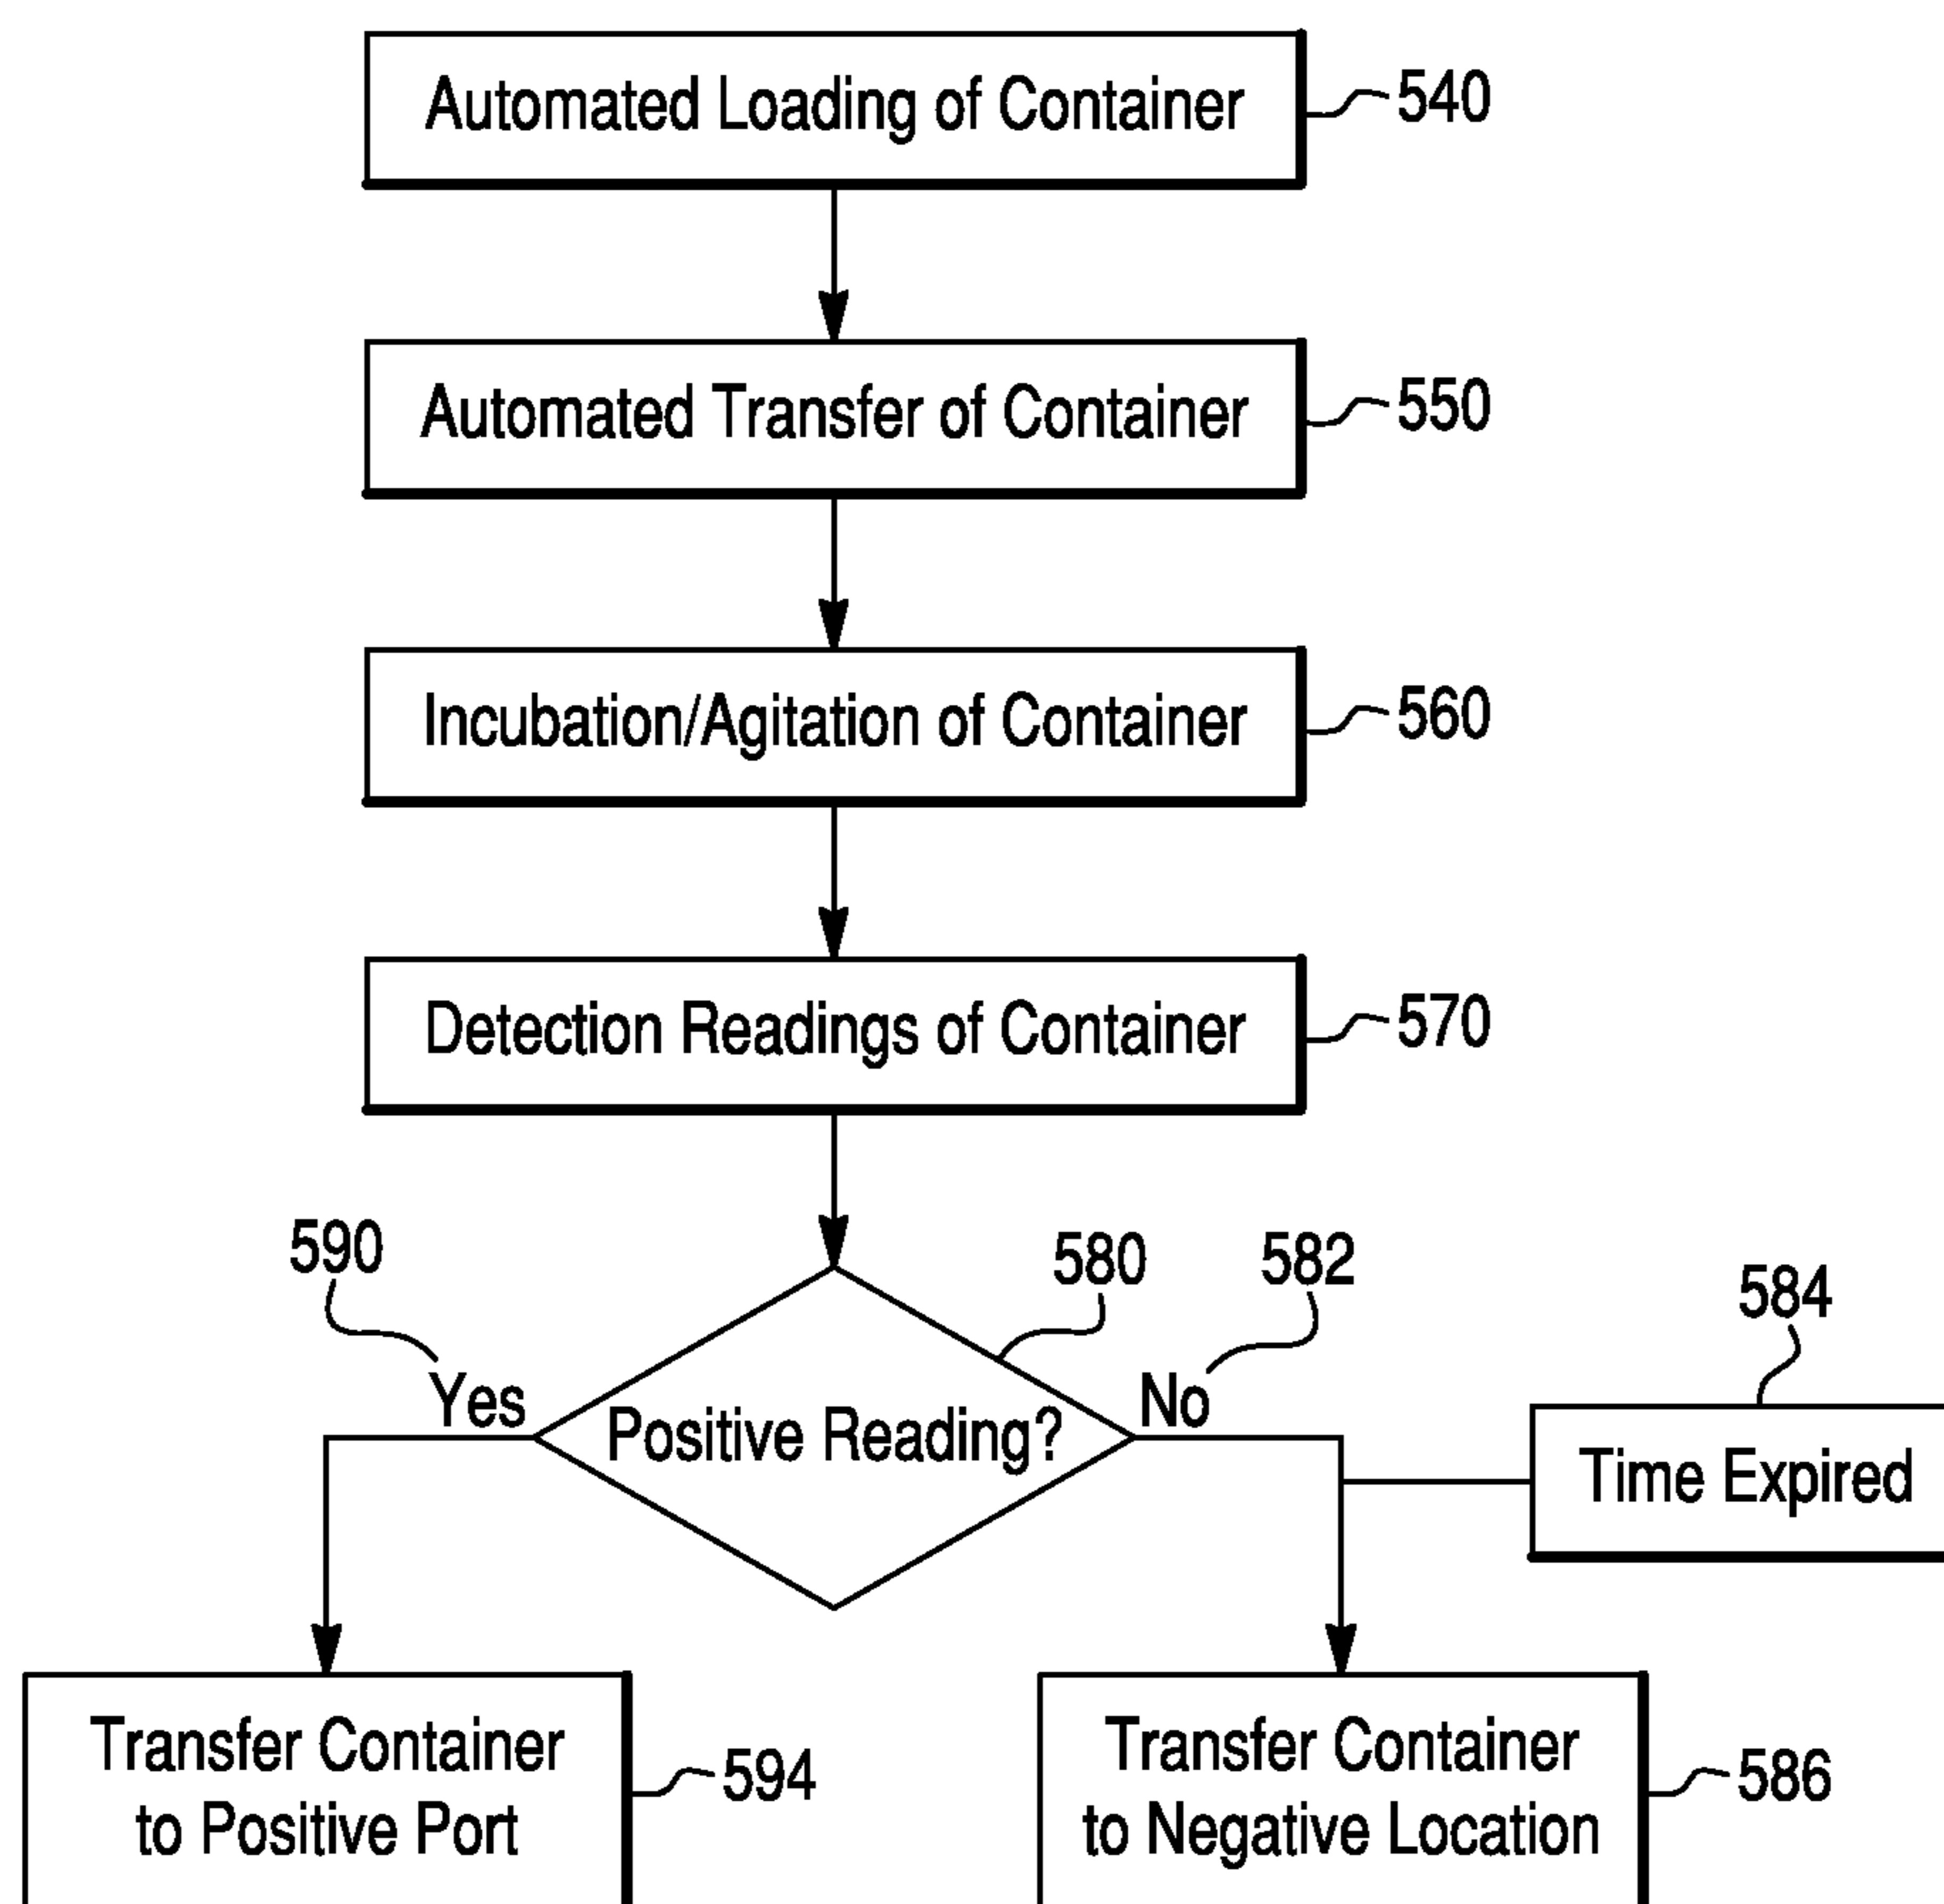 Automated Loading of Container
540
Automated Transfer of Container
550
Incubation/Agitation of Container
560
Detection Readings of Container
570
590
580
582
584
Yes
Positive Reading?
No
Time Expired
Transfer Container
to Positive Port
594
Transfer Container
to Negative Location
586